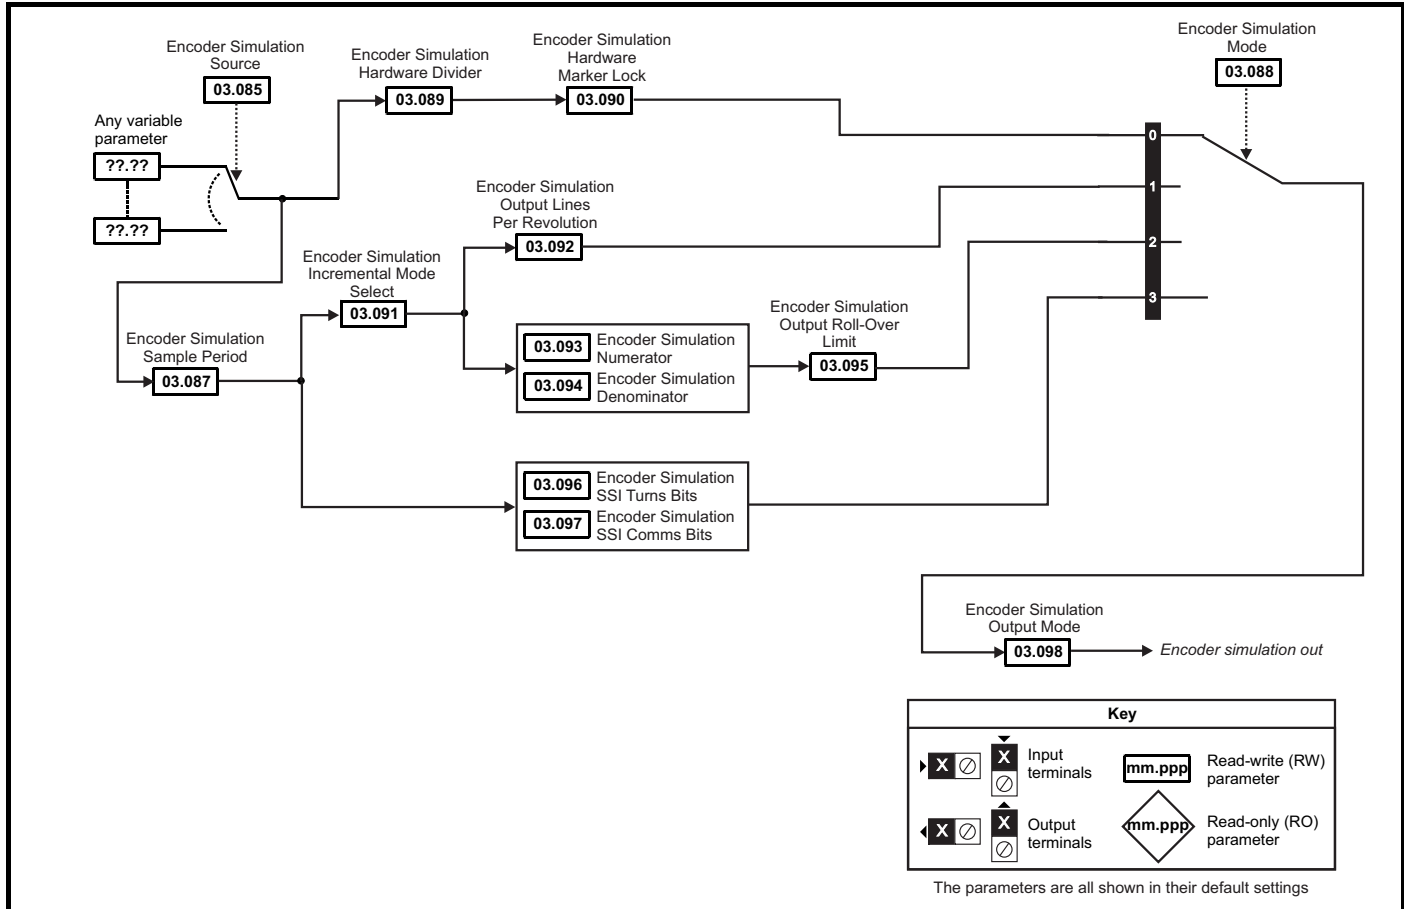 Encoder Simulation
Source
03.085
Any variable
parameter
??.??
??.??
Encoder Simulation
Hardware Divider
03.089
Encoder Simulation
Hardware
Marker Lock
03.090
Encoder Simulation
Mode
03.088
0
1
2
3
Encoder Simulation
Output Lines
Per Revolution
03.092
Encoder Simulation
Incremental Mode
Select
03.091
Encoder Simulation
Sample Period
03.087
03.093
Encoder Simulation
Numerator
03.094
Encoder Simulation
Denominator
Encoder Simulation
Output Roll-Over
Limit
03.095
03.096
Encoder Simulation
SSI Turns Bits
03.097
Encoder Simulation
SSI Comms Bits
Encoder Simulation
Output Mode
03.098
Encoder simulation out
Key
X
X
Input
terminals
mm.ppp
Read-write (RW)
parameter
X
X
Output
terminals
mm.ppp
Read-only (RO)
parameter
The parameters are all shown in their default settings